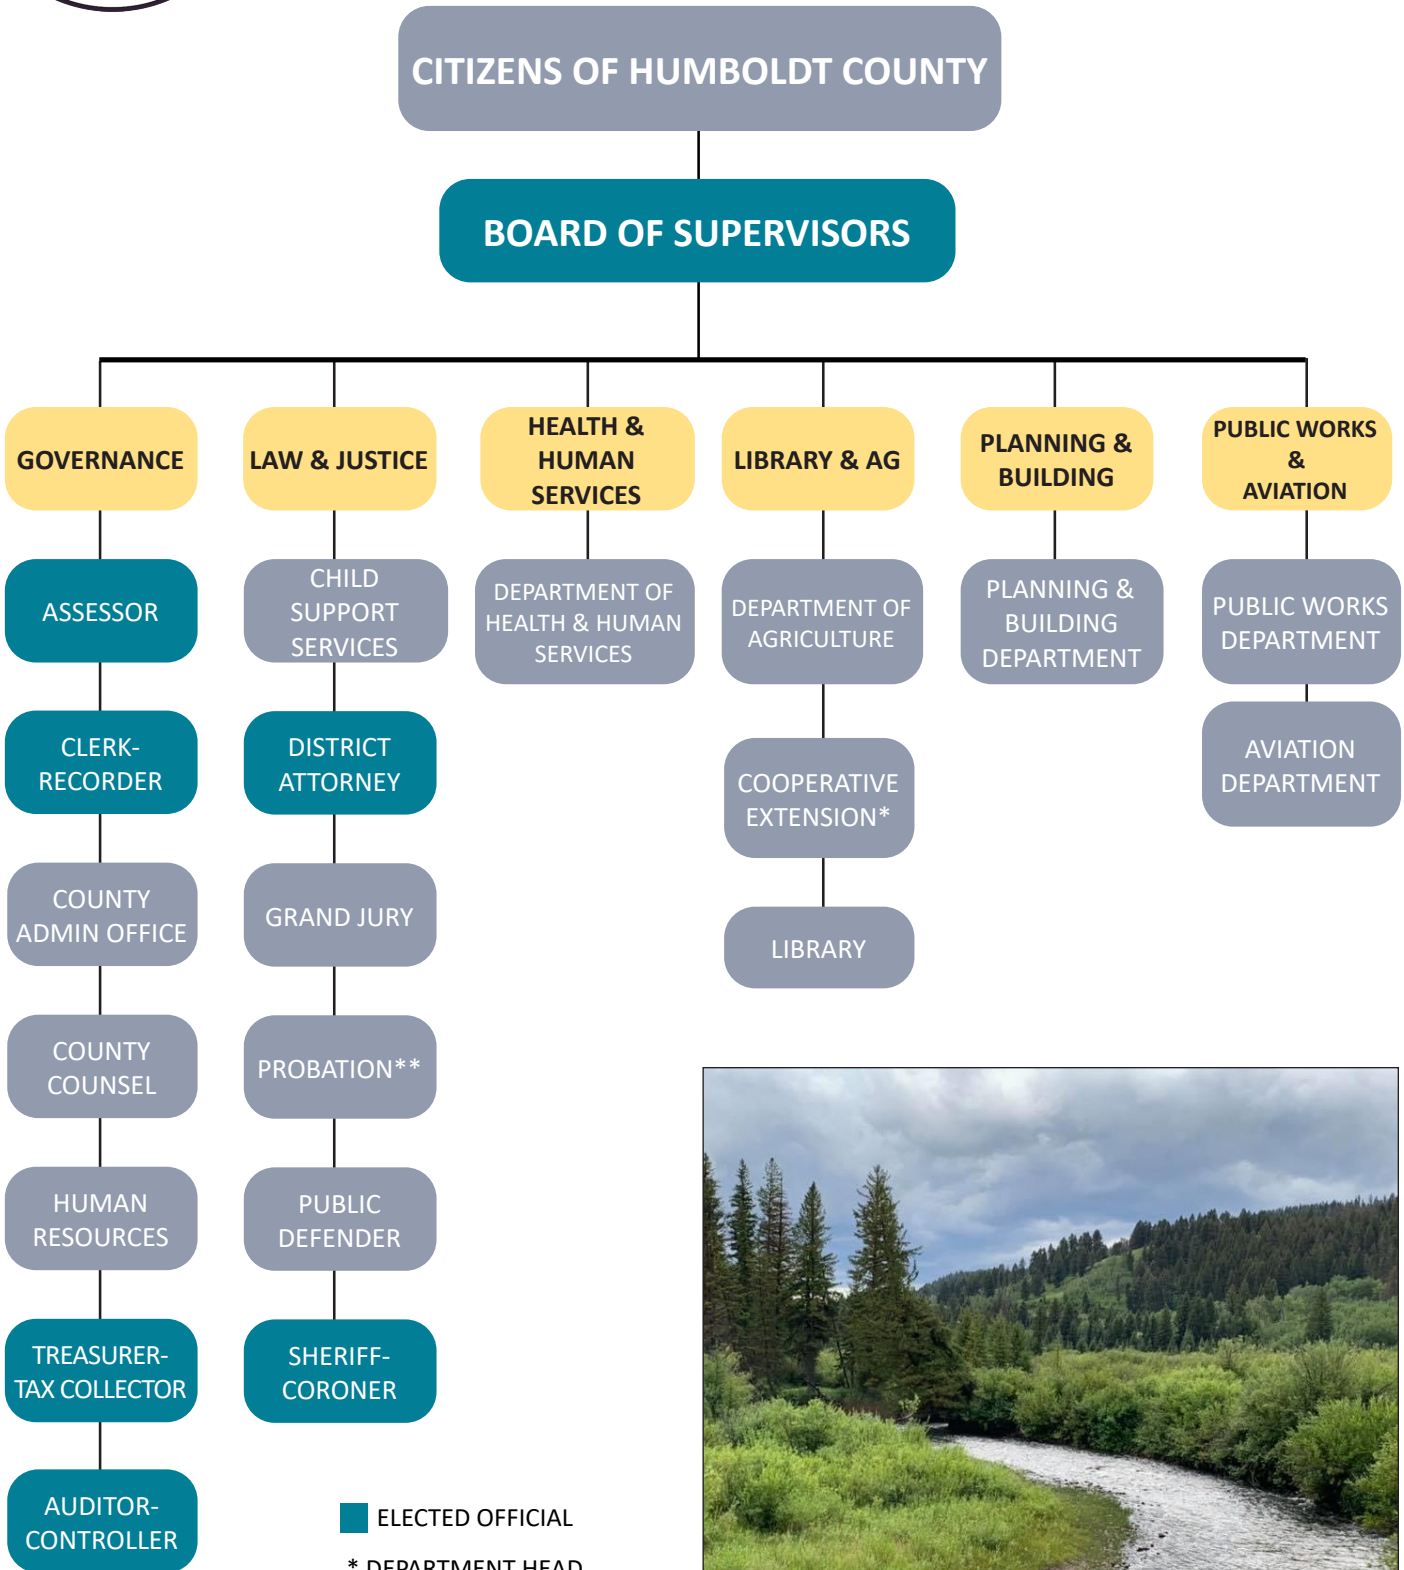 CITIZENS OF HUMBOLDT COUNTY
BOARD OF SUPERVISORS
GOVERNANCE
ASSESSOR
CLERK-
RECORDER
COUNTY
ADMIN OFFICE
COUNTY
COUNSEL
HUMAN
RESOURCES
TREASURER-
TAX COLLECTOR
AUDITOR-
CONTROLLER
LAW & JUSTICE
CHILD
SUPPORT
SERVICES
DISTRICT
ATTORNEY
GRAND JURY
PROBATION**
PUBLIC
DEFENDER
SHERIFF-
CORONER
HEALTH &
HUMAN
SERVICES
DEPARTMENT OF
HEALTH & HUMAN
SERVICES
LIBRARY & AG
DEPARTMENT OF
AGRICULTURE
COOPERATIVE
EXTENSION*
LIBRARY
PLANNING &
BUILDING
PLANNING &
BUILDING
DEPARTMENT
PUBLIC WORKS
&
AVIATION
PUBLIC WORKS
DEPARTMENT
AVIATION
DEPARTMENT
ELECTED OFFICIAL
* DEPARTMENT HEAD